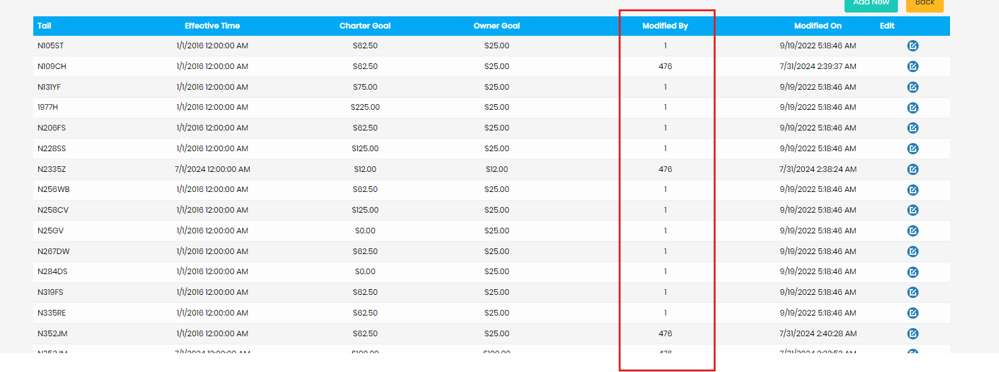 Add New Back
Tail Effective Time Charter Goal Owner Goal Modified By Modified On Edit
N105ST 1/1/2016 12:00:00 AM $62.50 $25.00 1 9/19/2022 5:18:46 AM
N109CH 1/1/2016 12:00:00 AM $62.50 $25.00 476 7/31/2024 2:39:37 AM
N131YF 1/1/2016 12:00:00 AM $75.00 $25.00 1 9/19/2022 5:18:46 AM
1977H 1/1/2016 12:00:00 AM $225.00 $25.00 1 9/19/2022 5:18:46 AM
N206FS 1/1/2016 12:00:00 AM $62.50 $25.00 1 9/19/2022 5:18:46 AM
N228SS 1/1/2016 12:00:00 AM $125.00 $25.00 1 9/19/2022 5:18:46 AM
N2335Z 7/1/2024 12:00:00 AM $12.00 $12.00 476 7/31/2024 2:38:24 AM
N256WB 1/1/2016 12:00:00 AM $62.50 $25.00 1 9/19/2022 5:18:46 AM
N258CV 1/1/2016 12:00:00 AM $125.00 $25.00 1 9/19/2022 5:18:46 AM
N25GV 1/1/2016 12:00:00 AM $0.00 $25.00 1 9/19/2022 5:18:46 AM
N267DW 1/1/2016 12:00:00 AM $62.50 $25.00 1 9/19/2022 5:18:46 AM
N284DS 1/1/2016 12:00:00 AM $0.00 $25.00 1 9/19/2022 5:18:46 AM
N319FS 1/1/2016 12:00:00 AM $62.50 $25.00 1 9/19/2022 5:18:46 AM
N335RE 1/1/2016 12:00:00 AM $62.50 $25.00 1 9/19/2022 5:18:46 AM
N352JM 1/1/2016 12:00:00 AM $62.50 $25.00 476 7/31/2024 2:40:28 AM
N352JM 7/1/2024 12:00:00 AM $100.00 $100.00 476 7/31/2024